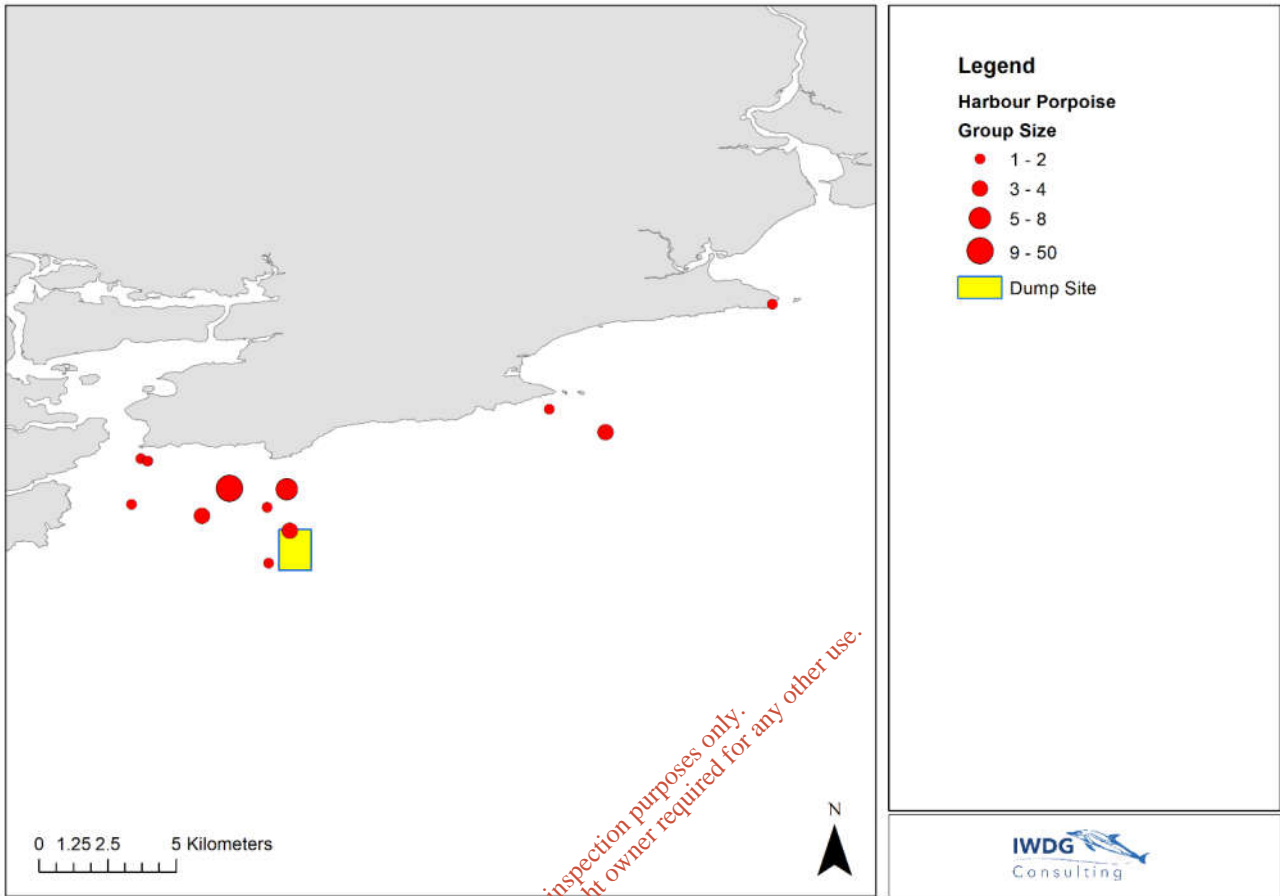 Legend
Harbour Porpoise
Group Size
1 - 2
3 - 4
5 - 8
9 - 50
Dump Site
inspection purposes only.
owner required for any other use.
N
0 1.25 2.5 5 Kilometers
IWDG
Consulting